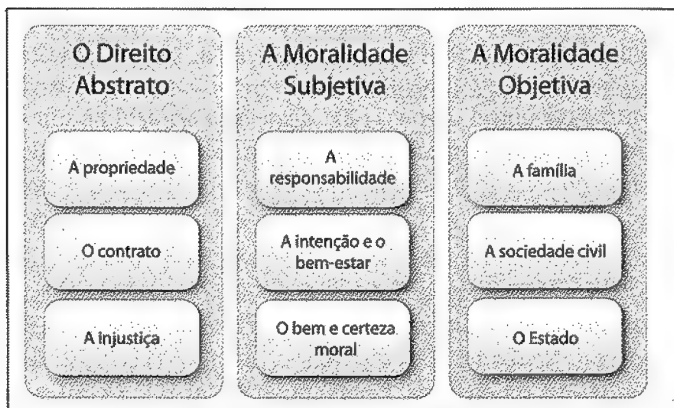 O Direito
Abstrato
A propriedade
O contrato
A injustiça
A Moralidade
Subjetiva
A
responsabilidade
A intenção e o
bem-estar
O bem e certeza
moral
A Moralidade
Objetiva
A família
A sociedade civil
O Estado